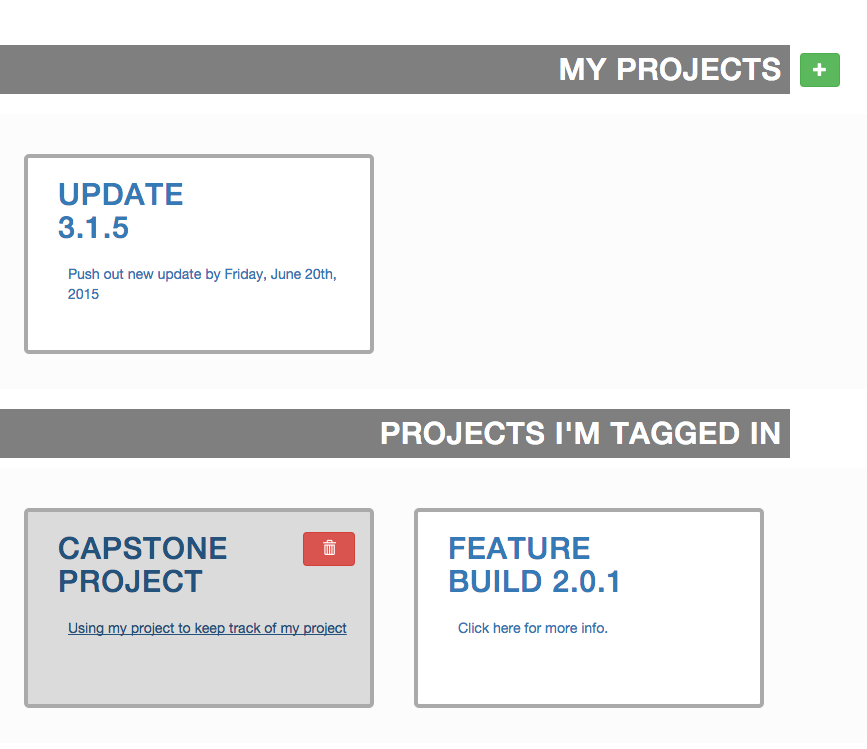 MY PROJECTS
UPDATE
3.1.5
Push out new update by Friday, June 20th,
2015
PROJECTS I'M TAGGED IN
CAPSTONE
PROJECT
Using my project to keep track of my project
FEATURE
BUILD 2.0.1
Click here for more info.